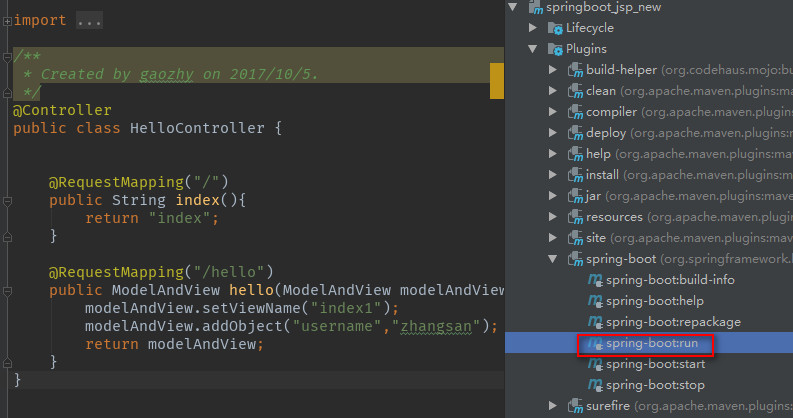 import ...
/**
* Created by gaozhy on 2017/10/5.
*/
@Controller
public class HelloController {
@RequestMapping("/")
public String index(){
return "index";
}
@RequestMapping("/hello")
public ModelAndView hello(ModelAndView modelAndView
modelAndView.setViewName("index1");
modelAndView.addObject("username","zhangsan");
return modelAndView;
}
}
springboot_jsp_new
Lifecycle
Plugins
build-helper (org.codehaus.mojo:bu
clean (org.apache.maven.plugins:ma
compiler (org.apache.maven.plugins:
deploy (org.apache.maven.plugins:m
help (org.apache.maven.plugins:mav
install (org.apache.maven.plugins:ma
jar (org.apache.maven.plugins:maven
resources (org.apache.maven.plugin
site (org.apache.maven.plugins:mave
spring-boot (org.springframework.
spring-boot:build-info
spring-boot:help
spring-boot:repackage
spring-boot:run
spring-boot:start
spring-boot:stop
surefire (org.apache.maven.plugins: